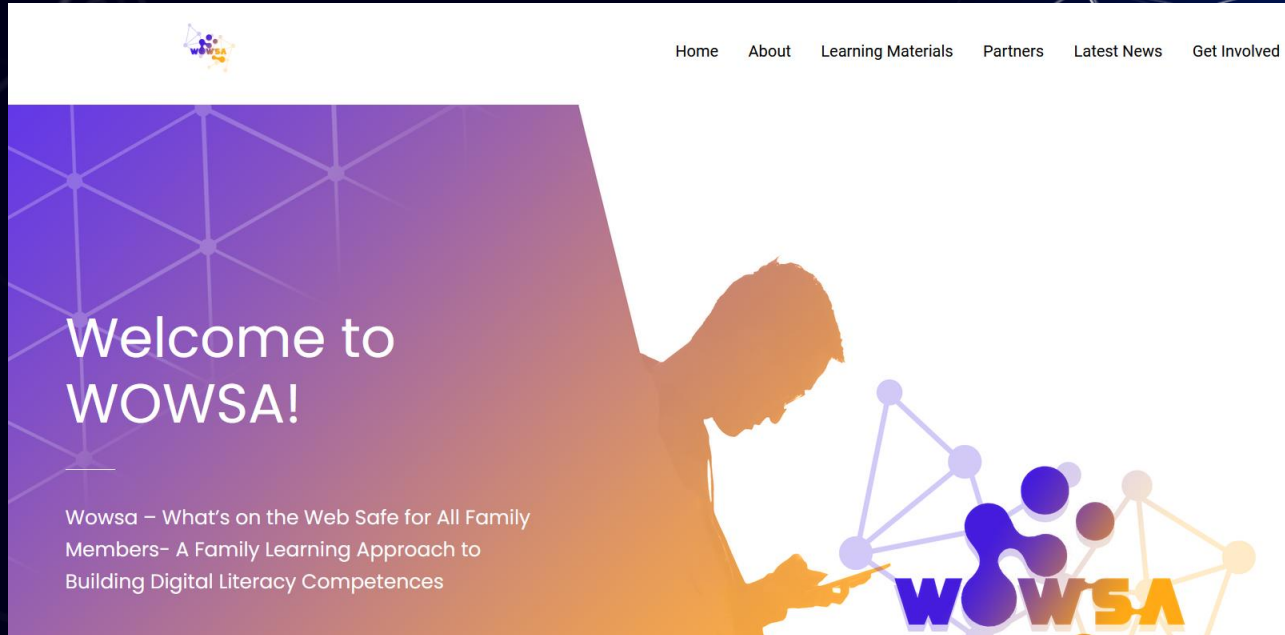 WOWSA
Home About Learning Materials Partners Latest News Get Involved
Welcome to
WOWSA!
Wowsa – What’s on the Web Safe for All Family
Members- A Family Learning Approach to
Building Digital Literacy Competences
WOWSA